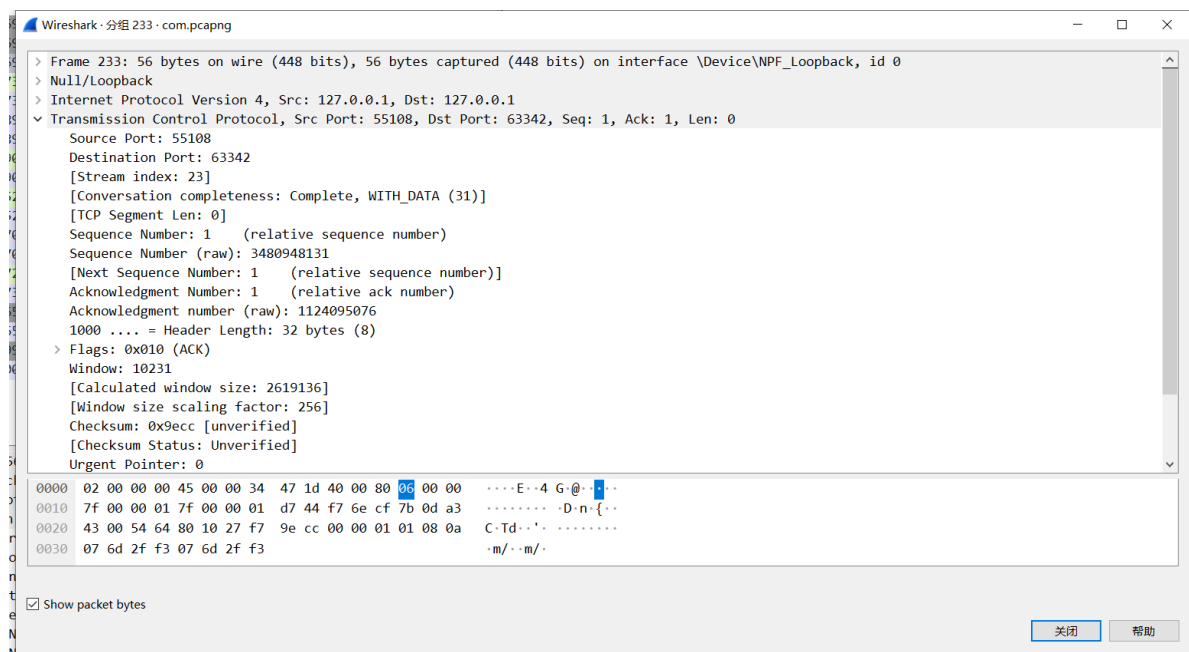 Wireshark · 分组 233 · com.pcapng
Frame 233: 56 bytes on wire (448 bits), 56 bytes captured (448 bits) on interface \Device\NPF_Loopback, id 0
Null/Loopback
Internet Protocol Version 4, Src: 127.0.0.1, Dst: 127.0.0.1
Transmission Control Protocol, Src Port: 55108, Dst Port: 63342, Seq: 1, Ack: 1, Len: 0
Source Port: 55108
Destination Port: 63342
[Stream index: 23]
[Conversation completeness: Complete, WITH_DATA (31)]
[TCP Segment Len: 0]
Sequence Number: 1    (relative sequence number)
Sequence Number (raw): 3480948131
[Next Sequence Number: 1    (relative sequence number)]
Acknowledgment Number: 1    (relative ack number)
Acknowledgment number (raw): 1124095076
1000 .... = Header Length: 32 bytes (8)
Flags: 0x010 (ACK)
Window: 10231
[Calculated window size: 2619136]
[Window size scaling factor: 256]
Checksum: 0x9ecc [unverified]
[Checksum Status: Unverified]
Urgent Pointer: 0
0000  02 00 00 00 45 00 00 34  47 1d 40 00 80 06 00 00  ····E··4 G·@·····
0010  7f 00 00 01 7f 00 00 01  d7 44 f7 6e cf 7b 0d a3  ········ ·D·n·{··
0020  43 00 54 64 80 10 27 f7  9e cc 00 00 01 01 08 0a  C·Td··'· ········
0030  07 6d 2f f3 07 6d 2f f3  ·m/··m/·
Show packet bytes
关闭 帮助